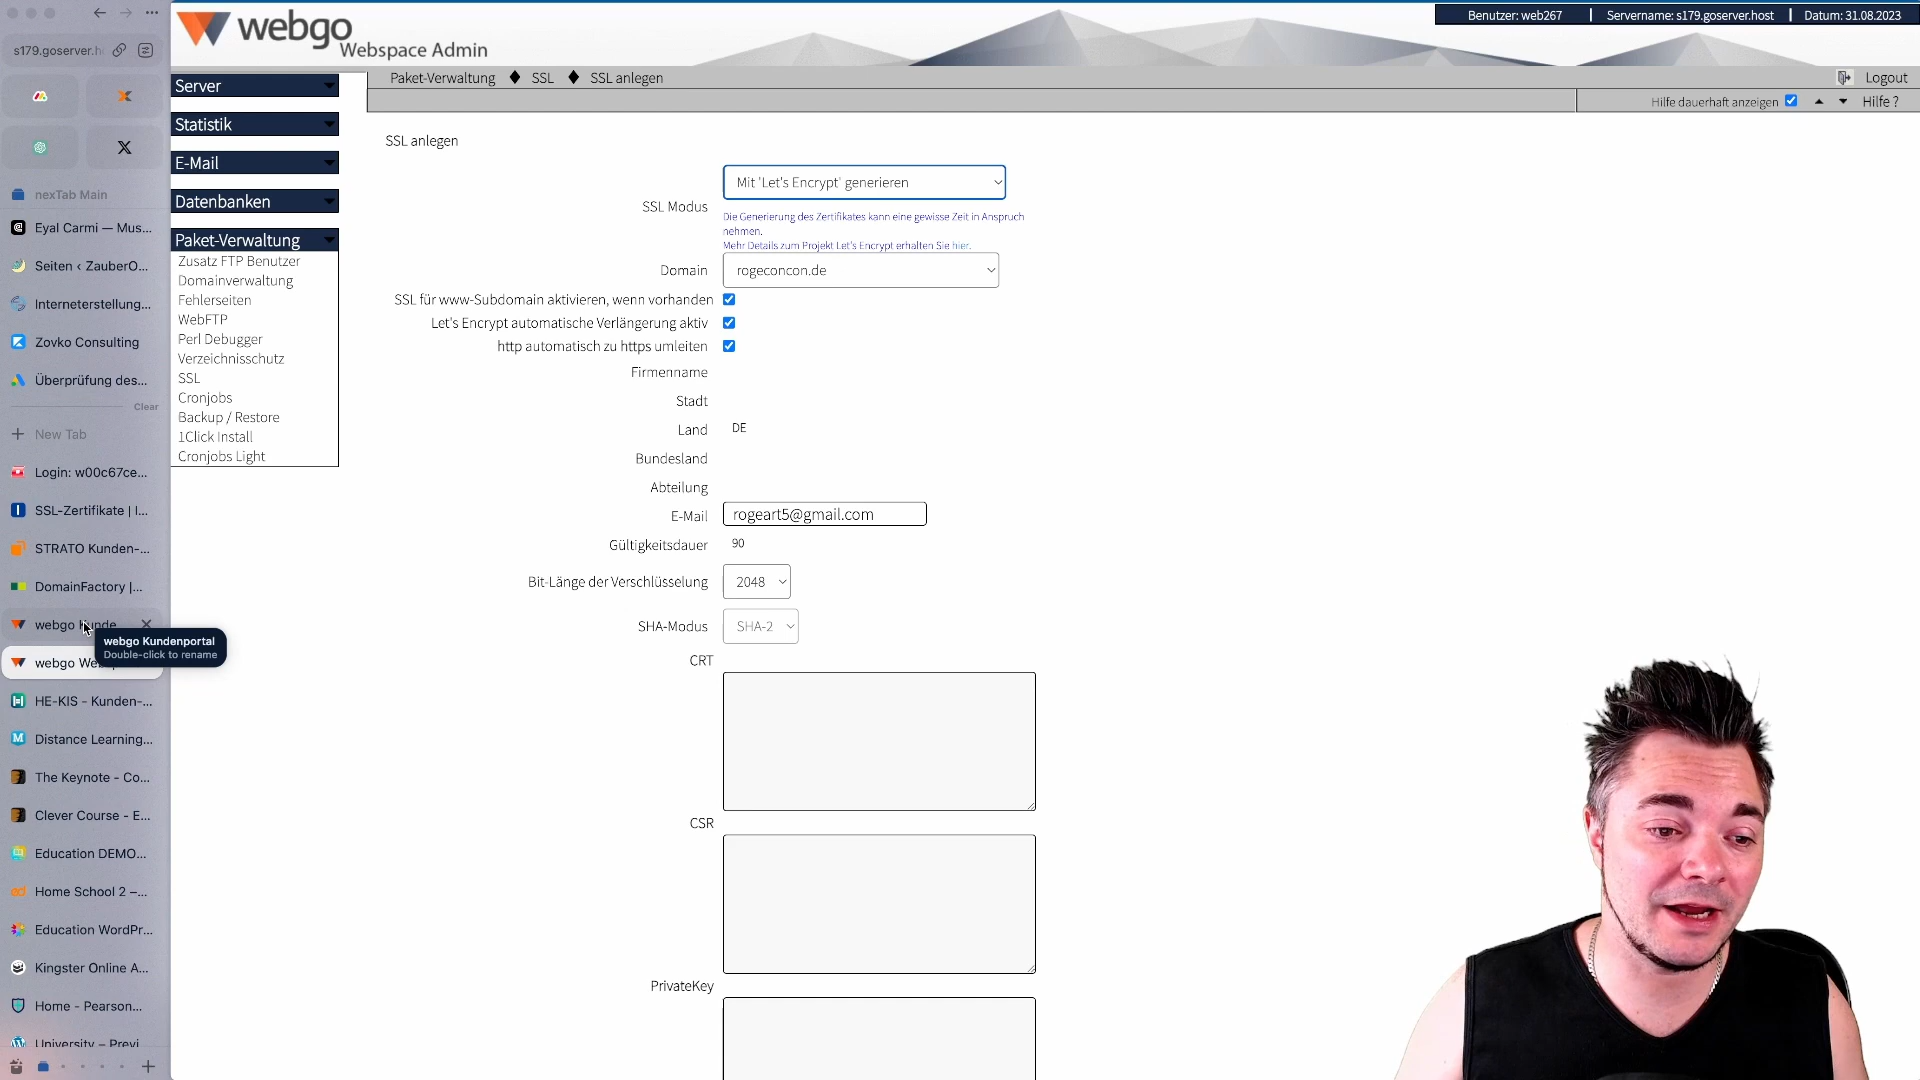 s179.goserver.h
webgo
Webspace Admin
Benutzer: web267 | Servername: s179.goserver.host | Datum: 31.08.2023
Paket-Verwaltung ♦ SSL ♦ SSL anlegen
Logout
Hilfe dauerhaft anzeigen
Hilfe ?
nexTab Main
Eyal Carmi — Mus...
Seiten ‹ ZauberO...
Interneterstellung...
Zovko Consulting
Überprüfung des...
Clear
New Tab
Login: w00c67ce...
SSL-Zertifikate | I...
STRATO Kunden-...
DomainFactory |...
webgo Kunde
webgo Kundenportal
Double-click to rename
webgo We
HE-KIS - Kunden-...
Distance Learning...
The Keynote - Co...
Clever Course - E...
Education DEMO...
Home School 2 –...
Education WordPr...
Kingster Online A...
Home - Pearson...
University – Previ
Server
Statistik
E-Mail
Datenbanken
Paket-Verwaltung
Zusatz FTP Benutzer
Domainverwaltung
Fehlerseiten
WebFTP
Perl Debugger
Verzeichnisschutz
SSL
Cronjobs
Backup / Restore
1Click Install
Cronjobs Light
SSL anlegen
SSL Modus
Mit 'Let's Encrypt' generieren
Die Generierung des Zertifikates kann eine gewisse Zeit in Anspruch
nehmen.
Mehr Details zum Projekt Let's Encrypt erhalten Sie hier.
Domain
rogeconcon.de
SSL für www-Subdomain aktivieren, wenn vorhanden
Let's Encrypt automatische Verlängerung aktiv
http automatisch zu https umleiten
Firmenname
Stadt
Land DE
Bundesland
Abteilung
E-Mail rogeart5@gmail.com
Gültigkeitsdauer 90
Bit-Länge der Verschlüsselung 2048
SHA-Modus SHA-2
CRT
CSR
PrivateKey